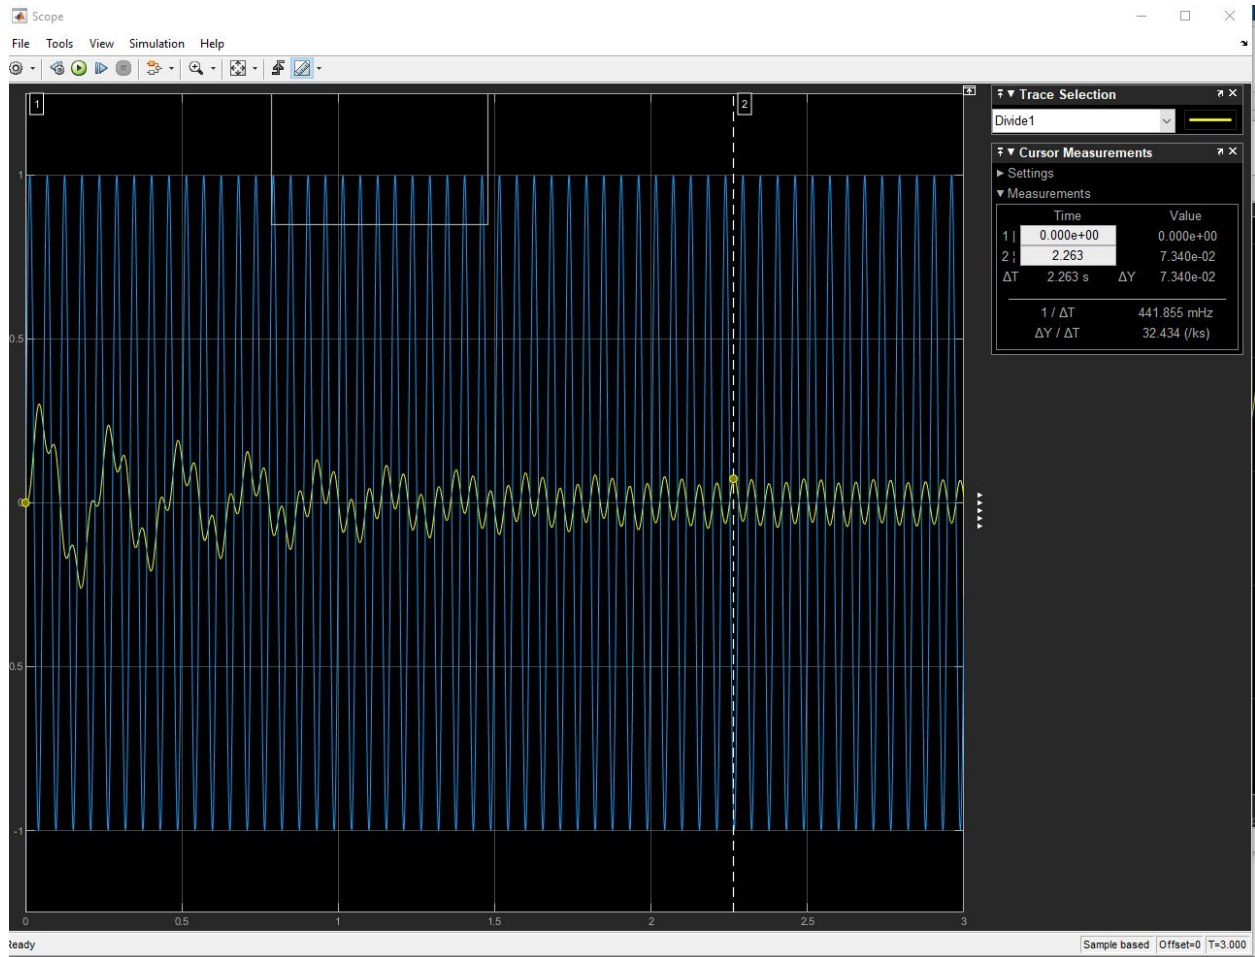 Scope
File Tools View Simulation Help
1
2
1
0.5
0
0.5
-1
0 0.5 1 1.5 2 2.5 3
Trace Selection
Divide1
Cursor Measurements
Settings
Measurements
Time Value
1 | 0.000e+00 0.000e+00
2 ¦ 2.263 7.340e-02
ΔT 2.263 s ΔY 7.340e-02
1 / ΔT 441.855 mHz
ΔY / ΔT 32.434 (/ks)
Ready Sample based Offset=0 T=3.000